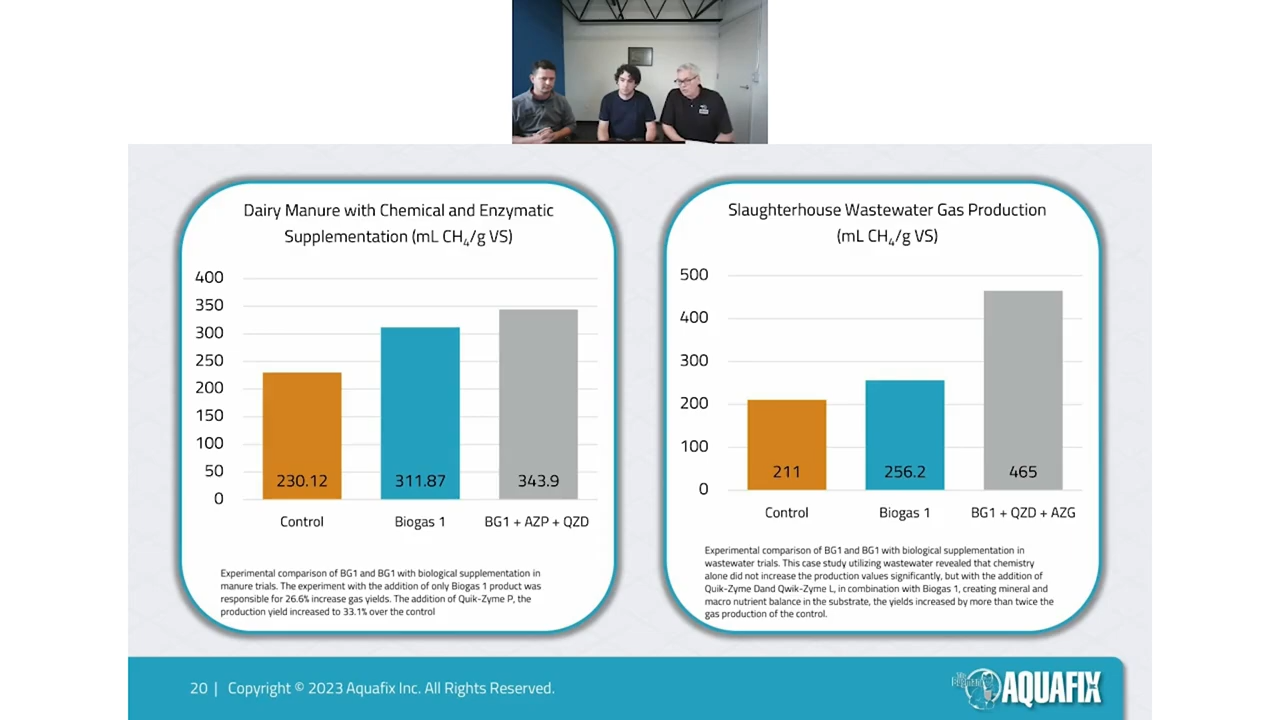 Dairy Manure with Chemical and Enzymatic
Supplementation (mL CH₄/g VS)
400
350
300
250
200
150
100
50
0
230.12
311.87
343.9
Control
Biogas 1
BG1 + AZP + QZD
Experimental comparison of BG1 and BG1 with biological supplementation in
manure trials. The experiment with the addition of only Biogas 1 product was
responsible for 26.6% increase gas yields. The addition of Quik-Zyme P, the
production yield increased to 33.1% over the control
Slaughterhouse Wastewater Gas Production
(mL CH₄/g VS)
500
400
300
200
100
0
211
256.2
465
Control
Biogas 1
BG1 + QZD + AZG
Experimental comparison of BG1 and BG1 with biological supplementation in
wastewater trials. This case study utilizing wastewater revealed that chemistry
alone did not increase the production values significantly, but with the addition of
Quik-Zyme Dand Qwik-Zyme L, in combination with Biogas 1, creating mineral and
macro nutrient balance in the substrate, the yields increased by more than twice the
gas production of the control.
20 | Copyright © 2023 Aquafix Inc. All Rights Reserved.
AQUAFIX